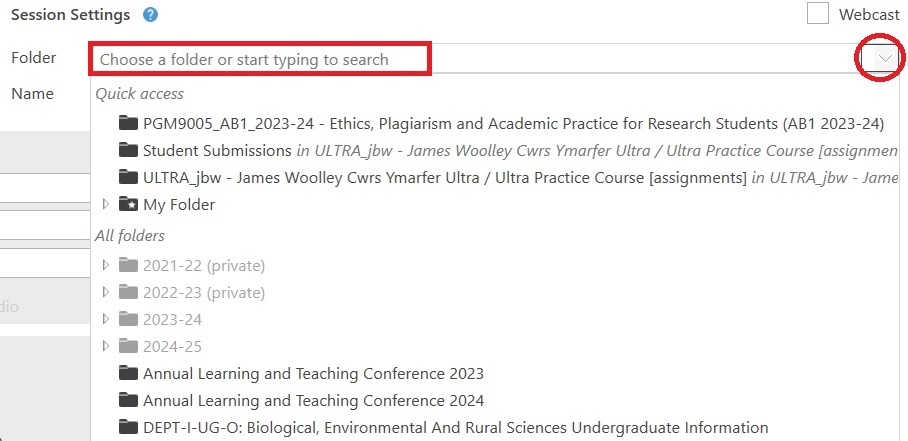 Session Settings ? Webcast
Folder Choose a folder or start typing to search
Name
Quick access
PGM9005_AB1_2023-24 - Ethics, Plagiarism and Academic Practice for Research Students (AB1 2023-24)
Student Submissions in ULTRA_jbw - James Woolley Cwrs Ymarfer Ultra / Ultra Practice Course [assignmen
ULTRA_jbw - James Woolley Cwrs Ymarfer Ultra / Ultra Practice Course [assignments] in ULTRA_jbw - Jame
My Folder
All folders
2021-22 (private)
2022-23 (private)
2023-24
dio
2024-25
Annual Learning and Teaching Conference 2023
Annual Learning and Teaching Conference 2024
DEPT-I-UG-O: Biological, Environmental And Rural Sciences Undergraduate Information